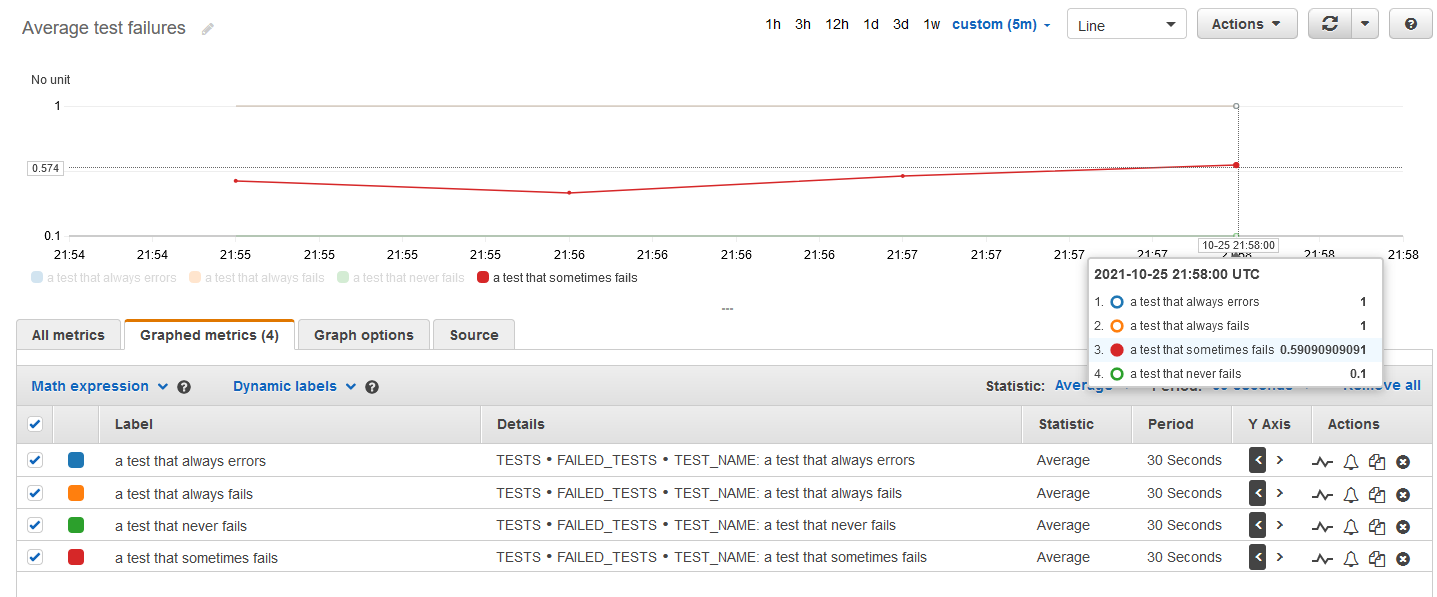 Average test failures
1h 3h 12h 1d 3d 1w custom (5m) Line Actions
No unit
1
0.574
0.1
21:54 21:54 21:55 21:55 21:55 21:56 21:56 21:56 21:56 21:57 21:57 21:57 21:57 21:58 21:58 21:58
10-25 21:58:00
a test that always errors a test that always fails a test that never fails a test that sometimes fails
2021-10-25 21:58:00 UTC
1. a test that always errors 1
2. a test that always fails 1
3. a test that sometimes fails 0.59090909091
4. a test that never fails 0.1
All metrics Graphed metrics (4) Graph options Source
Math expression Dynamic labels Statistic: Average Period: 30 Seconds Remove all
Label Details Statistic Period Y Axis Actions
a test that always errors TESTS • FAILED_TESTS • TEST_NAME: a test that always errors Average 30 Seconds < >
a test that always fails TESTS • FAILED_TESTS • TEST_NAME: a test that always fails Average 30 Seconds < >
a test that never fails TESTS • FAILED_TESTS • TEST_NAME: a test that never fails Average 30 Seconds < >
a test that sometimes fails TESTS • FAILED_TESTS • TEST_NAME: a test that sometimes fails Average 30 Seconds < >